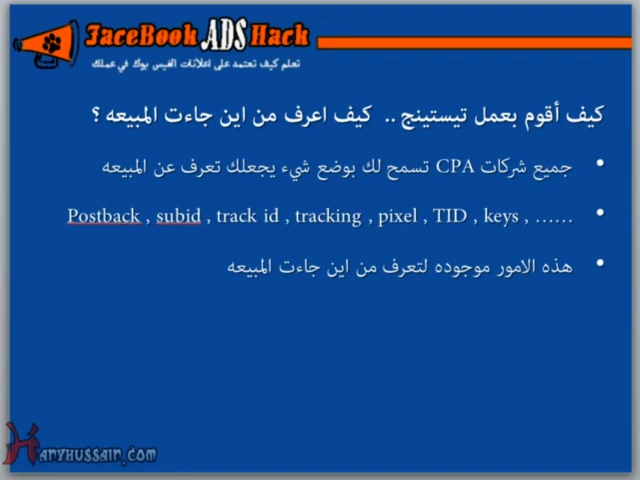 FaceBook ADS Hack
تعلم كيف تعتمد على اعلانات الفيس بوك في عملك
كيف أقوم بعمل تيستينج .. كيف اعرف من اين جاءت المبيعه ؟
• جميع شركات CPA تسمح لك بوضع شيء يجعلك تعرف عن المبيعه
• Postback , subid , track id , tracking , pixel , TID , keys , ......
• هذه الامور موجوده لتعرف من اين جاءت المبيعه
Hanyhussain.com